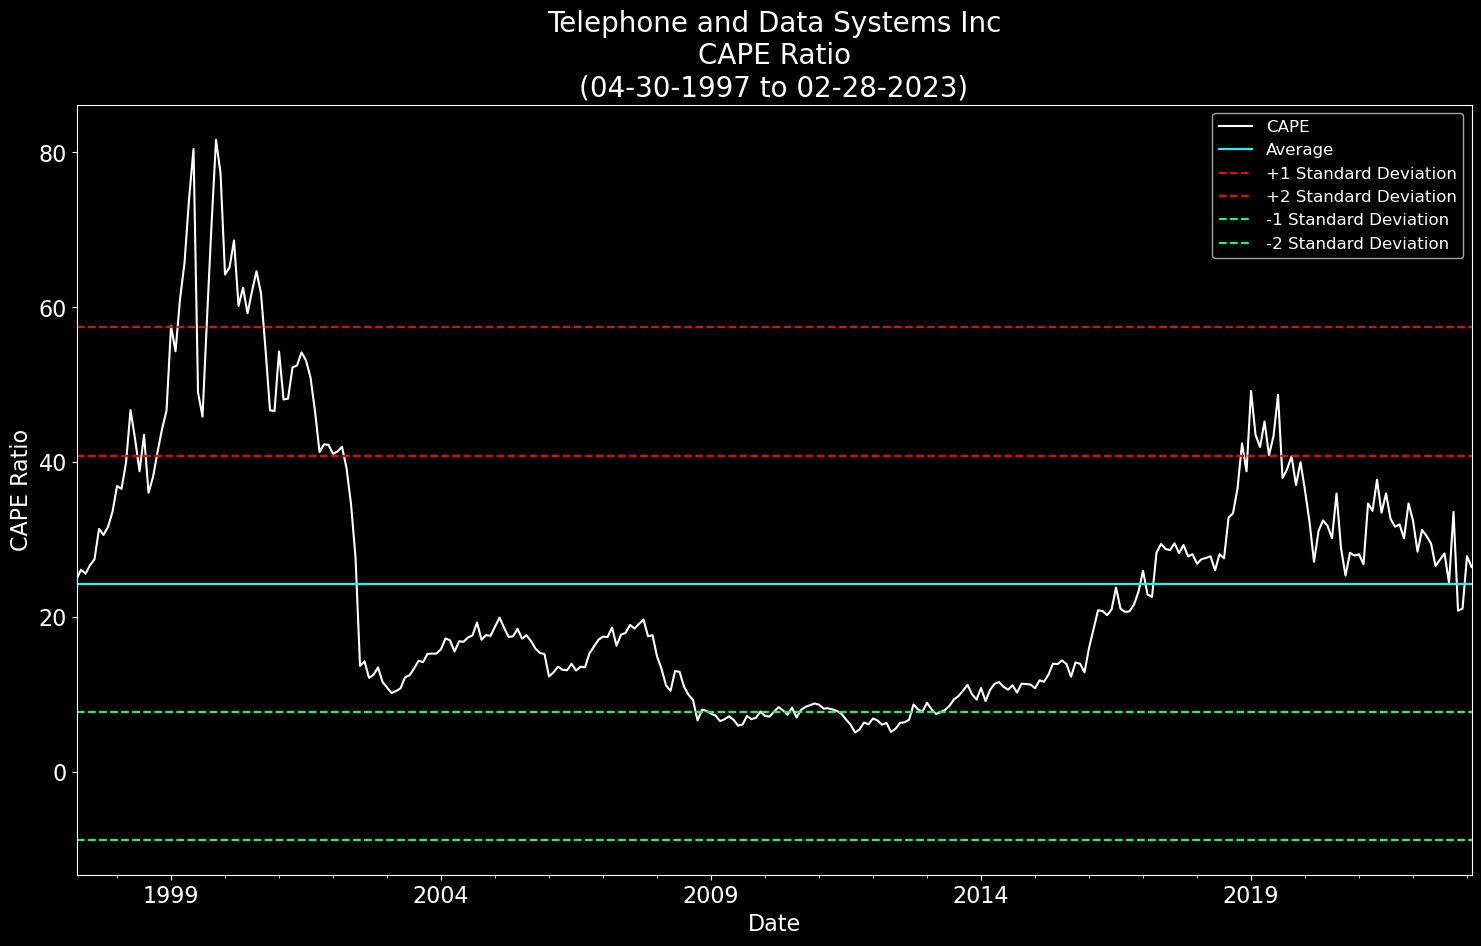 Telephone and Data Systems Inc
CAPE Ratio
(04-30-1997 to 02-28-2023)
CAPE
Average
+1 Standard Deviation
+2 Standard Deviation
-1 Standard Deviation
-2 Standard Deviation
80
60
40
20
0
CAPE Ratio
1999
2004
2009
2014
2019
Date